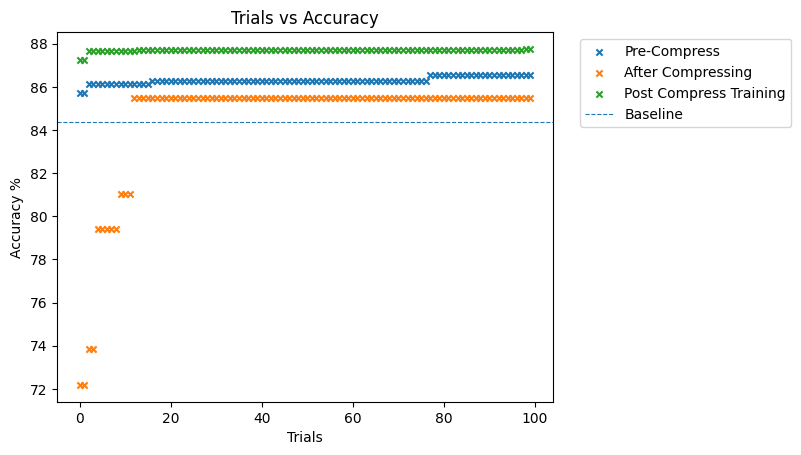 Trials vs Accuracy
88
86
84
82
80
78
76
74
72
Accuracy %
0
20
40
60
80
100
Trials
Pre-Compress
After Compressing
Post Compress Training
Baseline